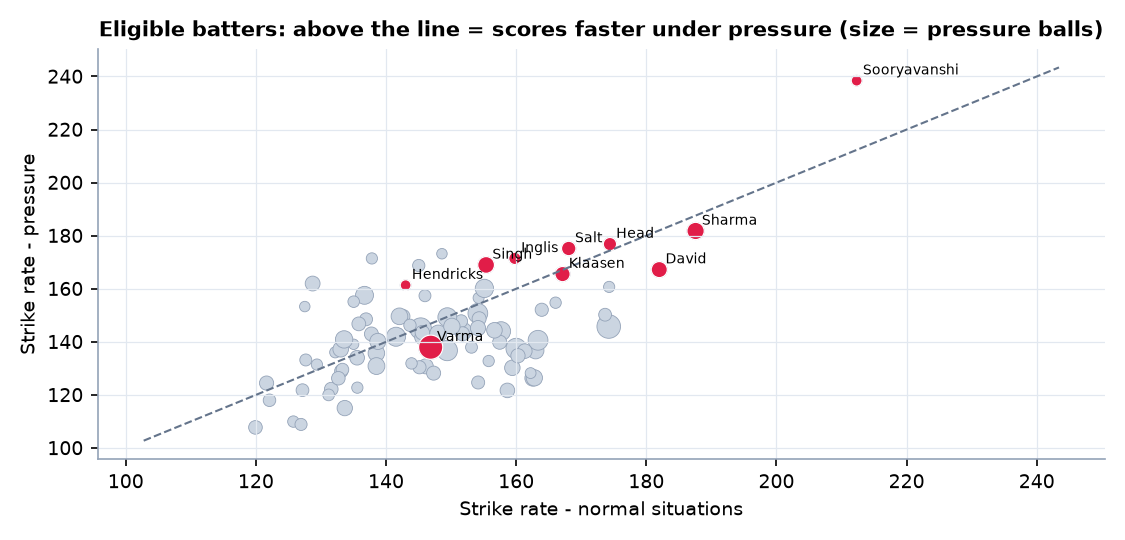 Eligible batters: above the line = scores faster under pressure (size = pressure balls)
Strike rate - pressure
240
220
200
180
160
140
120
100
Sooryavanshi
Sharma
Head
Salt
Inglis
Singh
Klaasen
David
Hendricks
Varma
100 120 140 160 180 200 220 240
Strike rate - normal situations